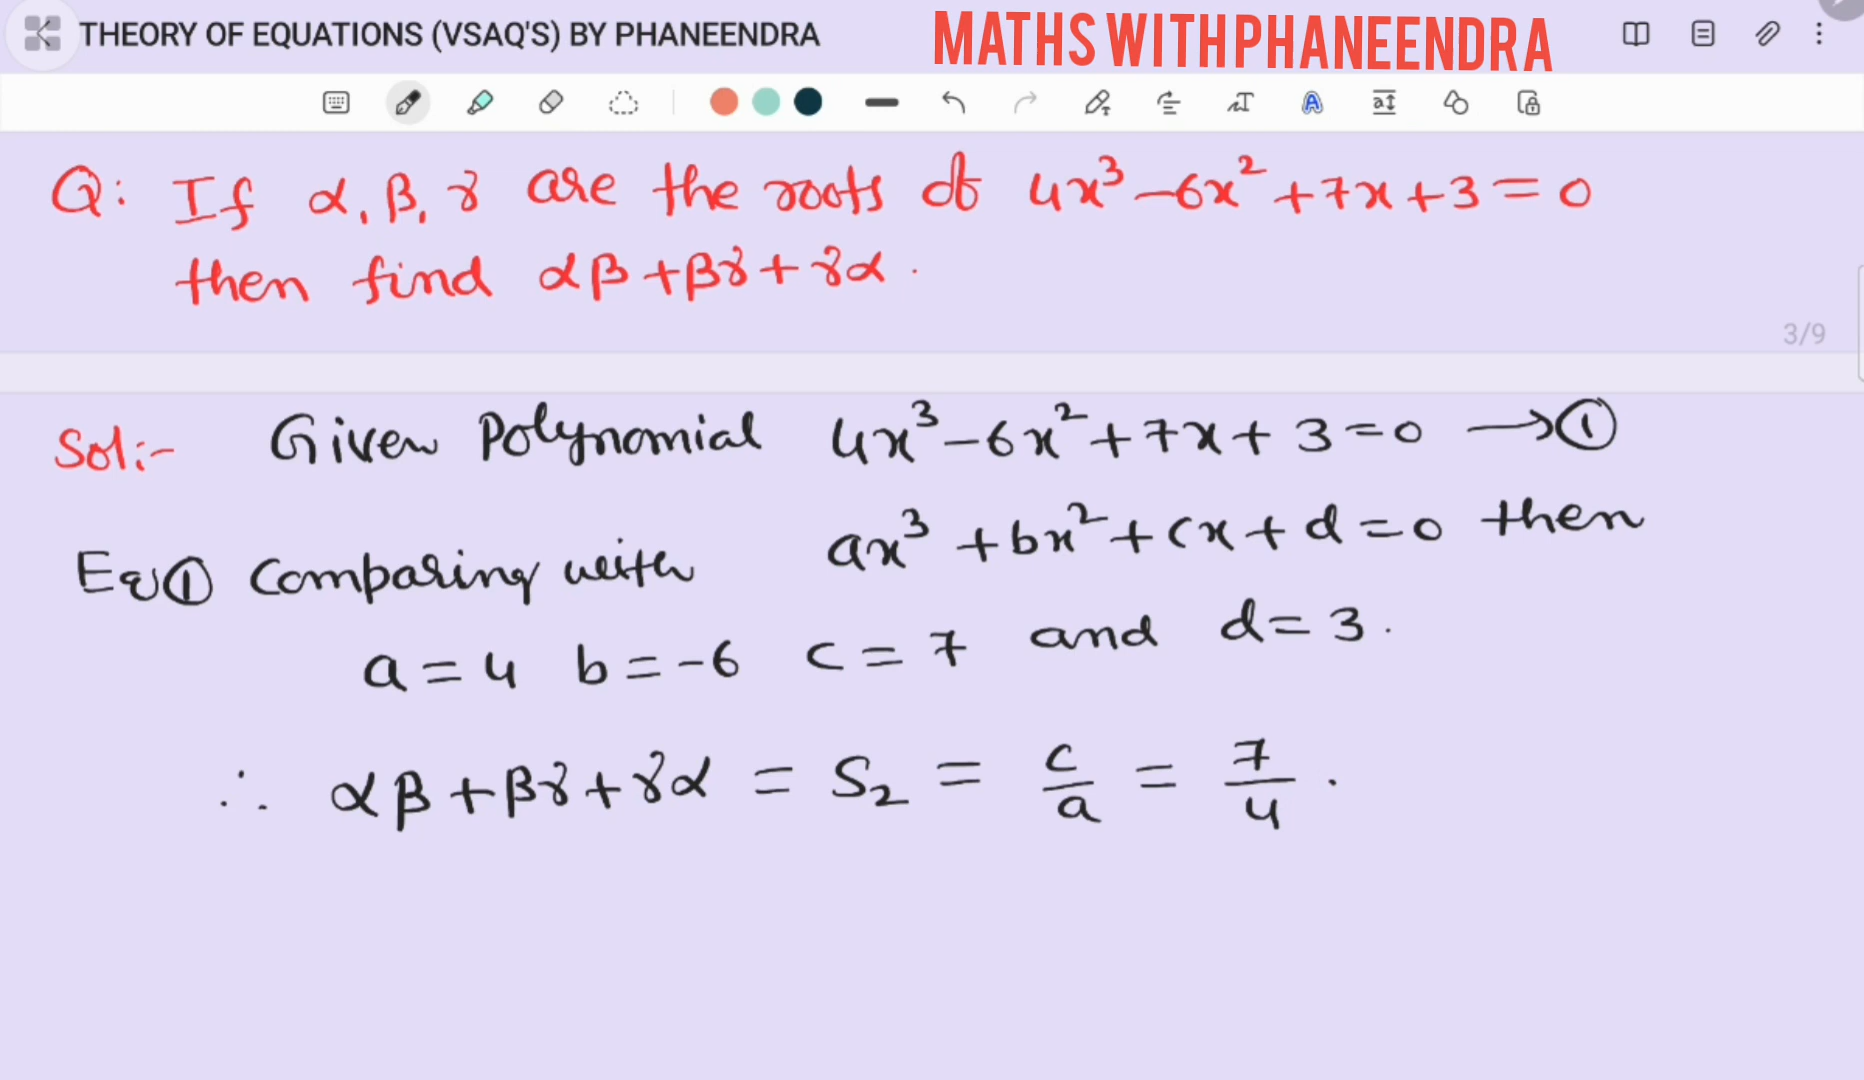 THEORY OF EQUATIONS (VSAQ'S) BY PHANEENDRA
MATHS WITH PHANEENDRA
Q: If α, β, γ are the roots of 4x³-6x²+7x+3=0
then find αβ+βγ+γα.
3/9
Sol:- Given Polynomial 4x³-6x²+7x+3=0 →①
Eq① Comparing with ax³+bx²+cx+d=0 then
a=4 b=-6 c=7 and d=3.
∴ αβ+βγ+γα = S₂ = c/a = 7/4.